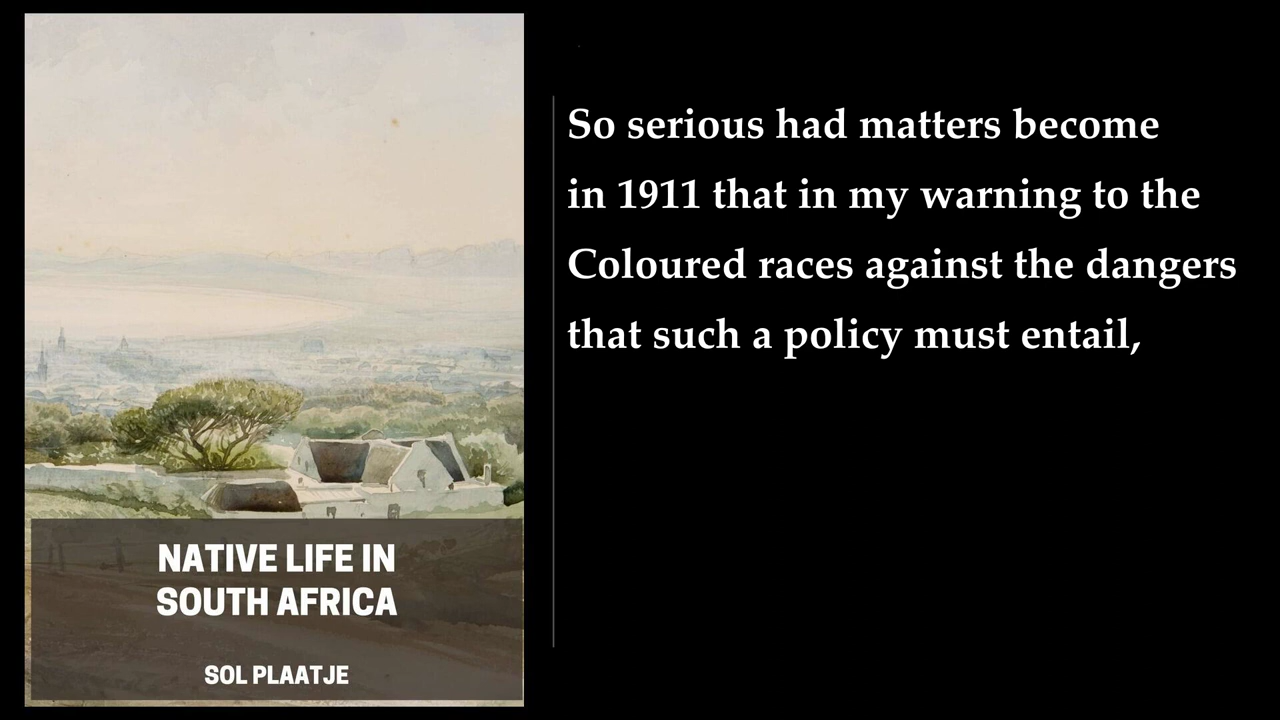 So serious had matters become
in 1911 that in my warning to the
Coloured races against the dangers
that such a policy must entail,
NATIVE LIFE IN
SOUTH AFRICA
SOL PLAATJE